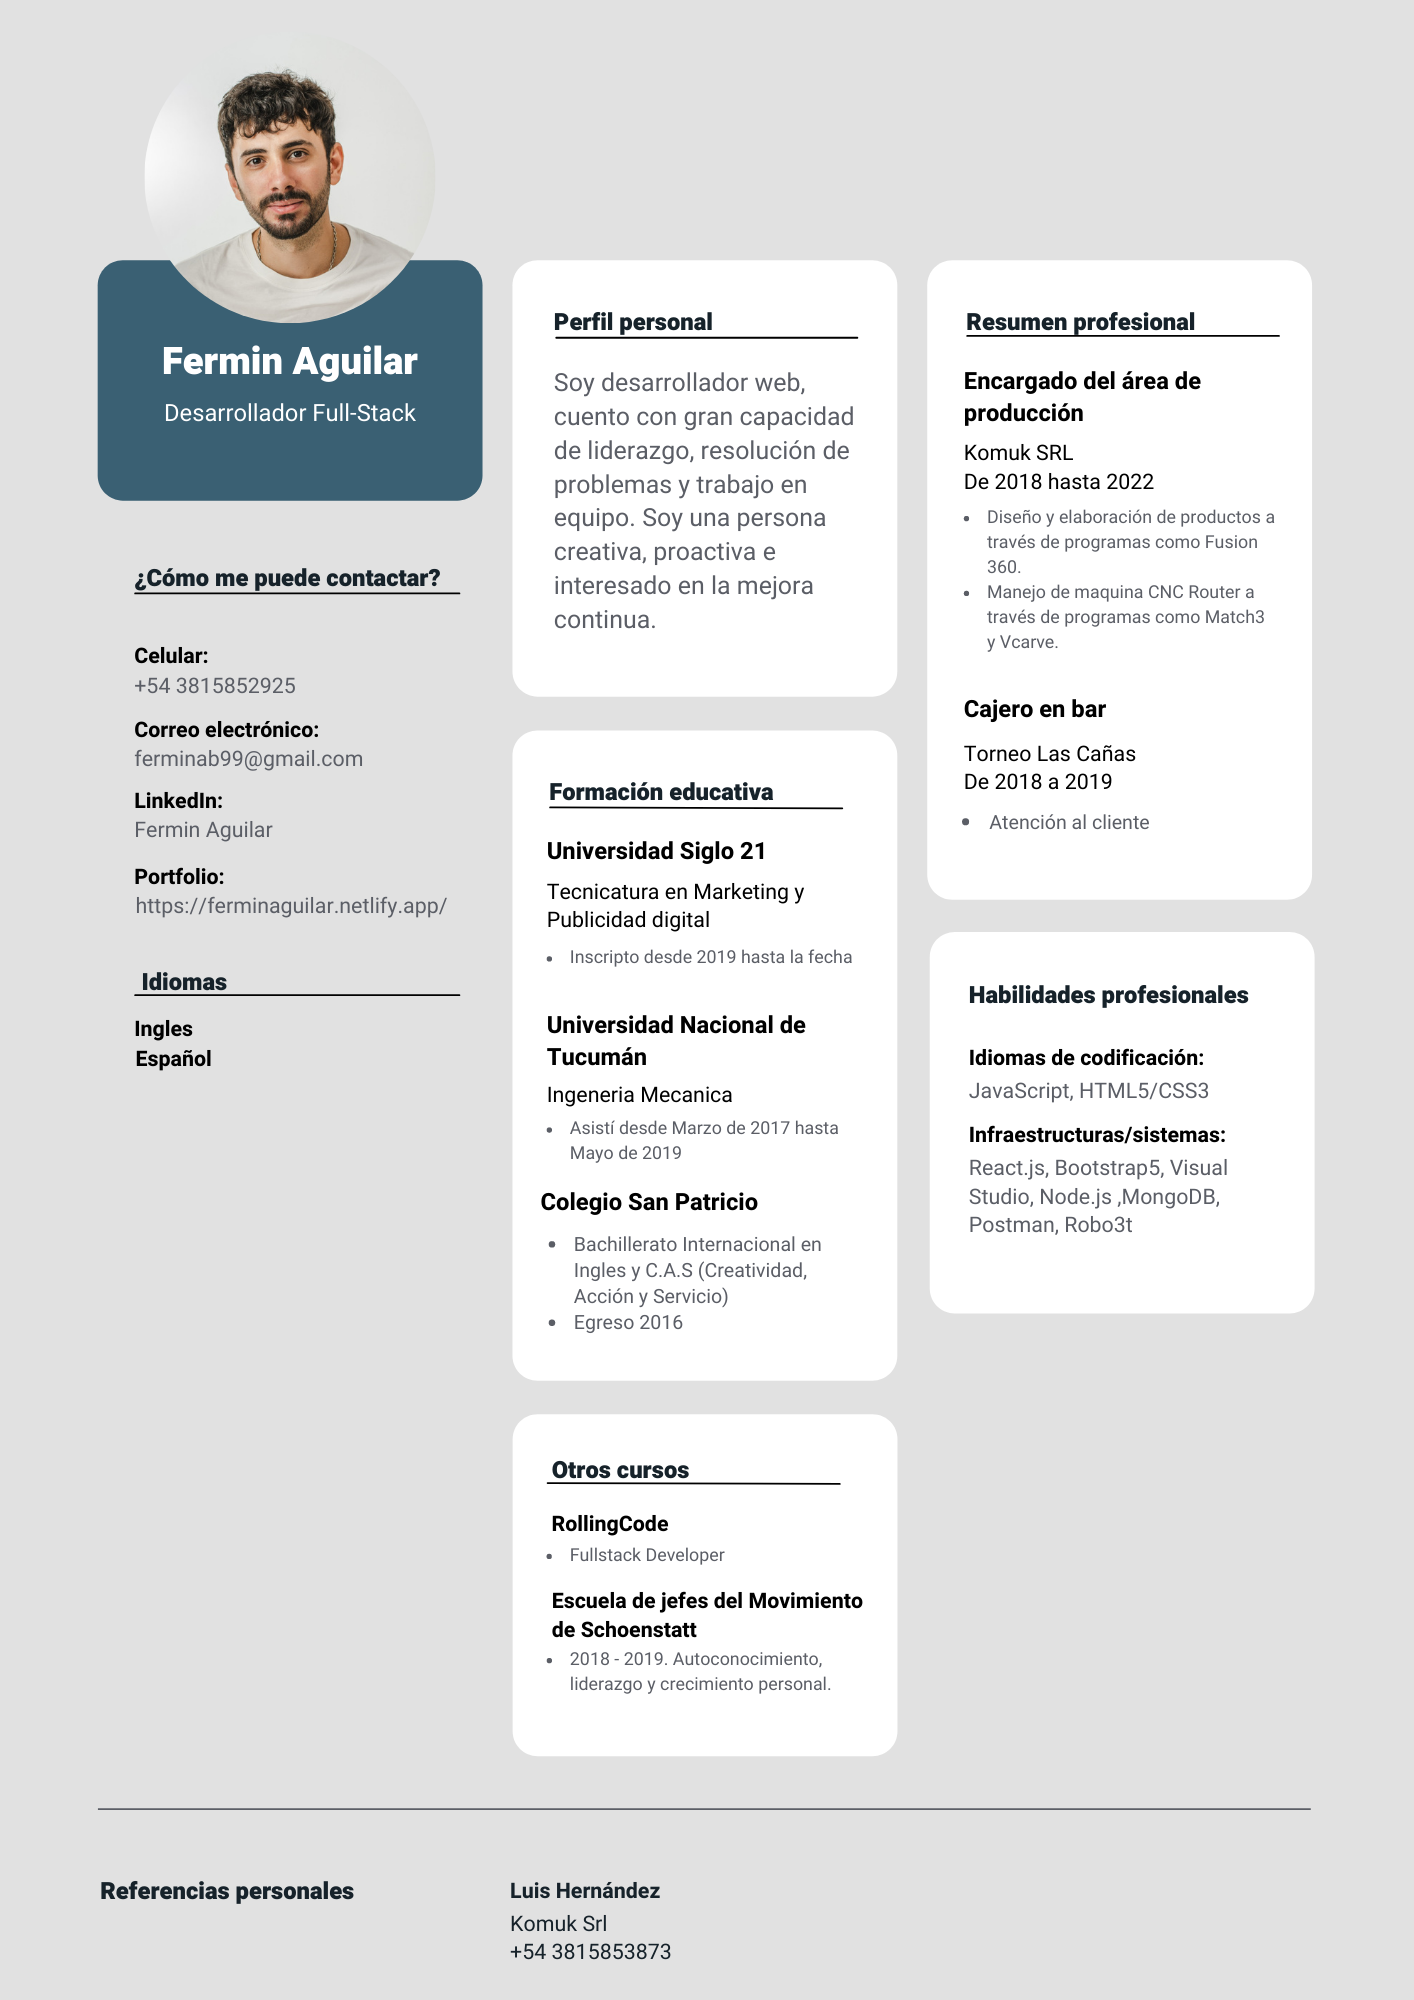 Fermin Aguilar
Desarrollador Full-Stack
¿Cómo me puede contactar?
Celular:
+54 3815852925
Correo electrónico:
ferminab99@gmail.com
LinkedIn:
Fermin Aguilar
Portfolio:
https://ferminaguilar.netlify.app/
Idiomas
Ingles
Español
Perfil personal
Soy desarrollador web,
cuento con gran capacidad
de liderazgo, resolución de
problemas y trabajo en
equipo. Soy una persona
creativa, proactiva e
interesado en la mejora
continua.
Formación educativa
Universidad Siglo 21
Tecnicatura en Marketing y
Publicidad digital
• Inscripto desde 2019 hasta la fecha
Universidad Nacional de
Tucumán
Ingeneria Mecanica
• Asistí desde Marzo de 2017 hasta
Mayo de 2019
Colegio San Patricio
• Bachillerato Internacional en
Ingles y C.A.S (Creatividad,
Acción y Servicio)
• Egreso 2016
Otros cursos
RollingCode
• Fullstack Developer
Escuela de jefes del Movimiento
de Schoenstatt
• 2018 - 2019. Autoconocimiento,
liderazgo y crecimiento personal.
Resumen profesional
Encargado del área de
producción
Komuk SRL
De 2018 hasta 2022
• Diseño y elaboración de productos a
través de programas como Fusion
360.
• Manejo de maquina CNC Router a
través de programas como Match3
y Vcarve.
Cajero en bar
Torneo Las Cañas
De 2018 a 2019
• Atención al cliente
Habilidades profesionales
Idiomas de codificación:
JavaScript, HTML5/CSS3
Infraestructuras/sistemas:
React.js, Bootstrap5, Visual
Studio, Node.js ,MongoDB,
Postman, Robo3t
Referencias personales
Luis Hernández
Komuk Srl
+54 3815853873